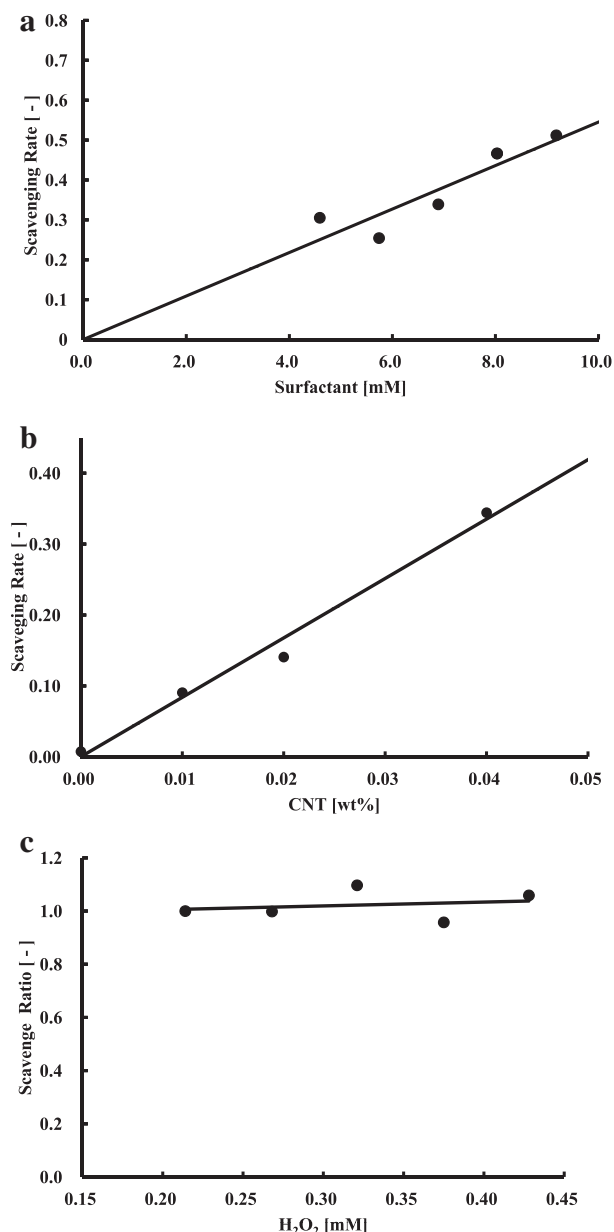 a
0.8
0.7
0.6
0.5
0.4
0.3
0.2
0.1
0
Scavenging Rate [ - ]
0.0 2.0 4.0 6.0 8.0 10.0
Surfactant [mM]
b
0.40
0.30
0.20
0.10
0.00
Scaveging Rate [ - ]
0.00 0.01 0.02 0.03 0.04 0.05
CNT [wt%]
c
1.2
1.0
0.8
0.6
0.4
0.2
0.0
Scavenge Ratio [ - ]
0.15 0.20 0.25 0.30 0.35 0.40 0.45
H₂O₂ [mM]